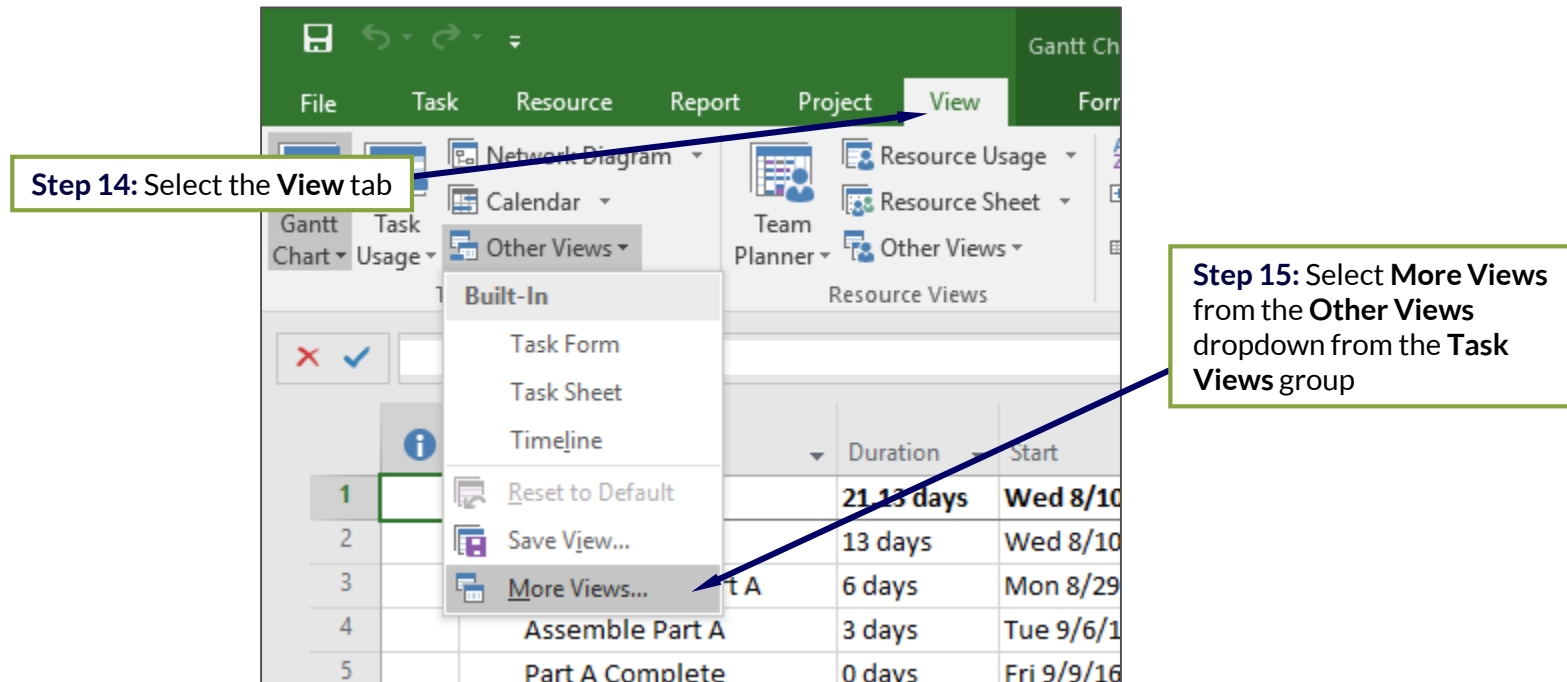 Gantt Ch
File Task Resource Report Project View Forr
Network Diagram
Resource Usage
Step 14: Select the View tab
Calendar
Resource Sheet
Gantt Chart
Task Usage
Other Views
Team Planner
Other Views
Resource Views
Built-In
Task Form
Task Sheet
Timeline
Reset to Default
Save View...
More Views...
Step 15: Select More Views
from the Other Views
dropdown from the Task
Views group
Duration Start
1 21.13 days Wed 8/10
2 13 days Wed 8/10
3 t A 6 days Mon 8/29
4 Assemble Part A 3 days Tue 9/6/1
5 Part A Complete 0 days Fri 9/9/16